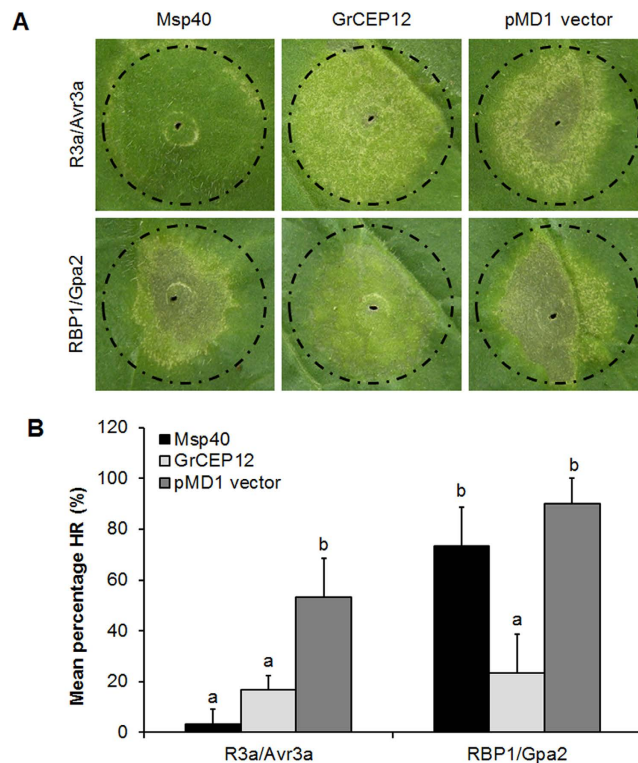 A
Msp40 GrCEP12 pMD1 vector
R3a/Avr3a
RBP1/Gpa2
B
Mean percentage HR (%)
120
100
80
60
40
20
0
Msp40
GrCEP12
pMD1 vector
a a b b a b
R3a/Avr3a RBP1/Gpa2